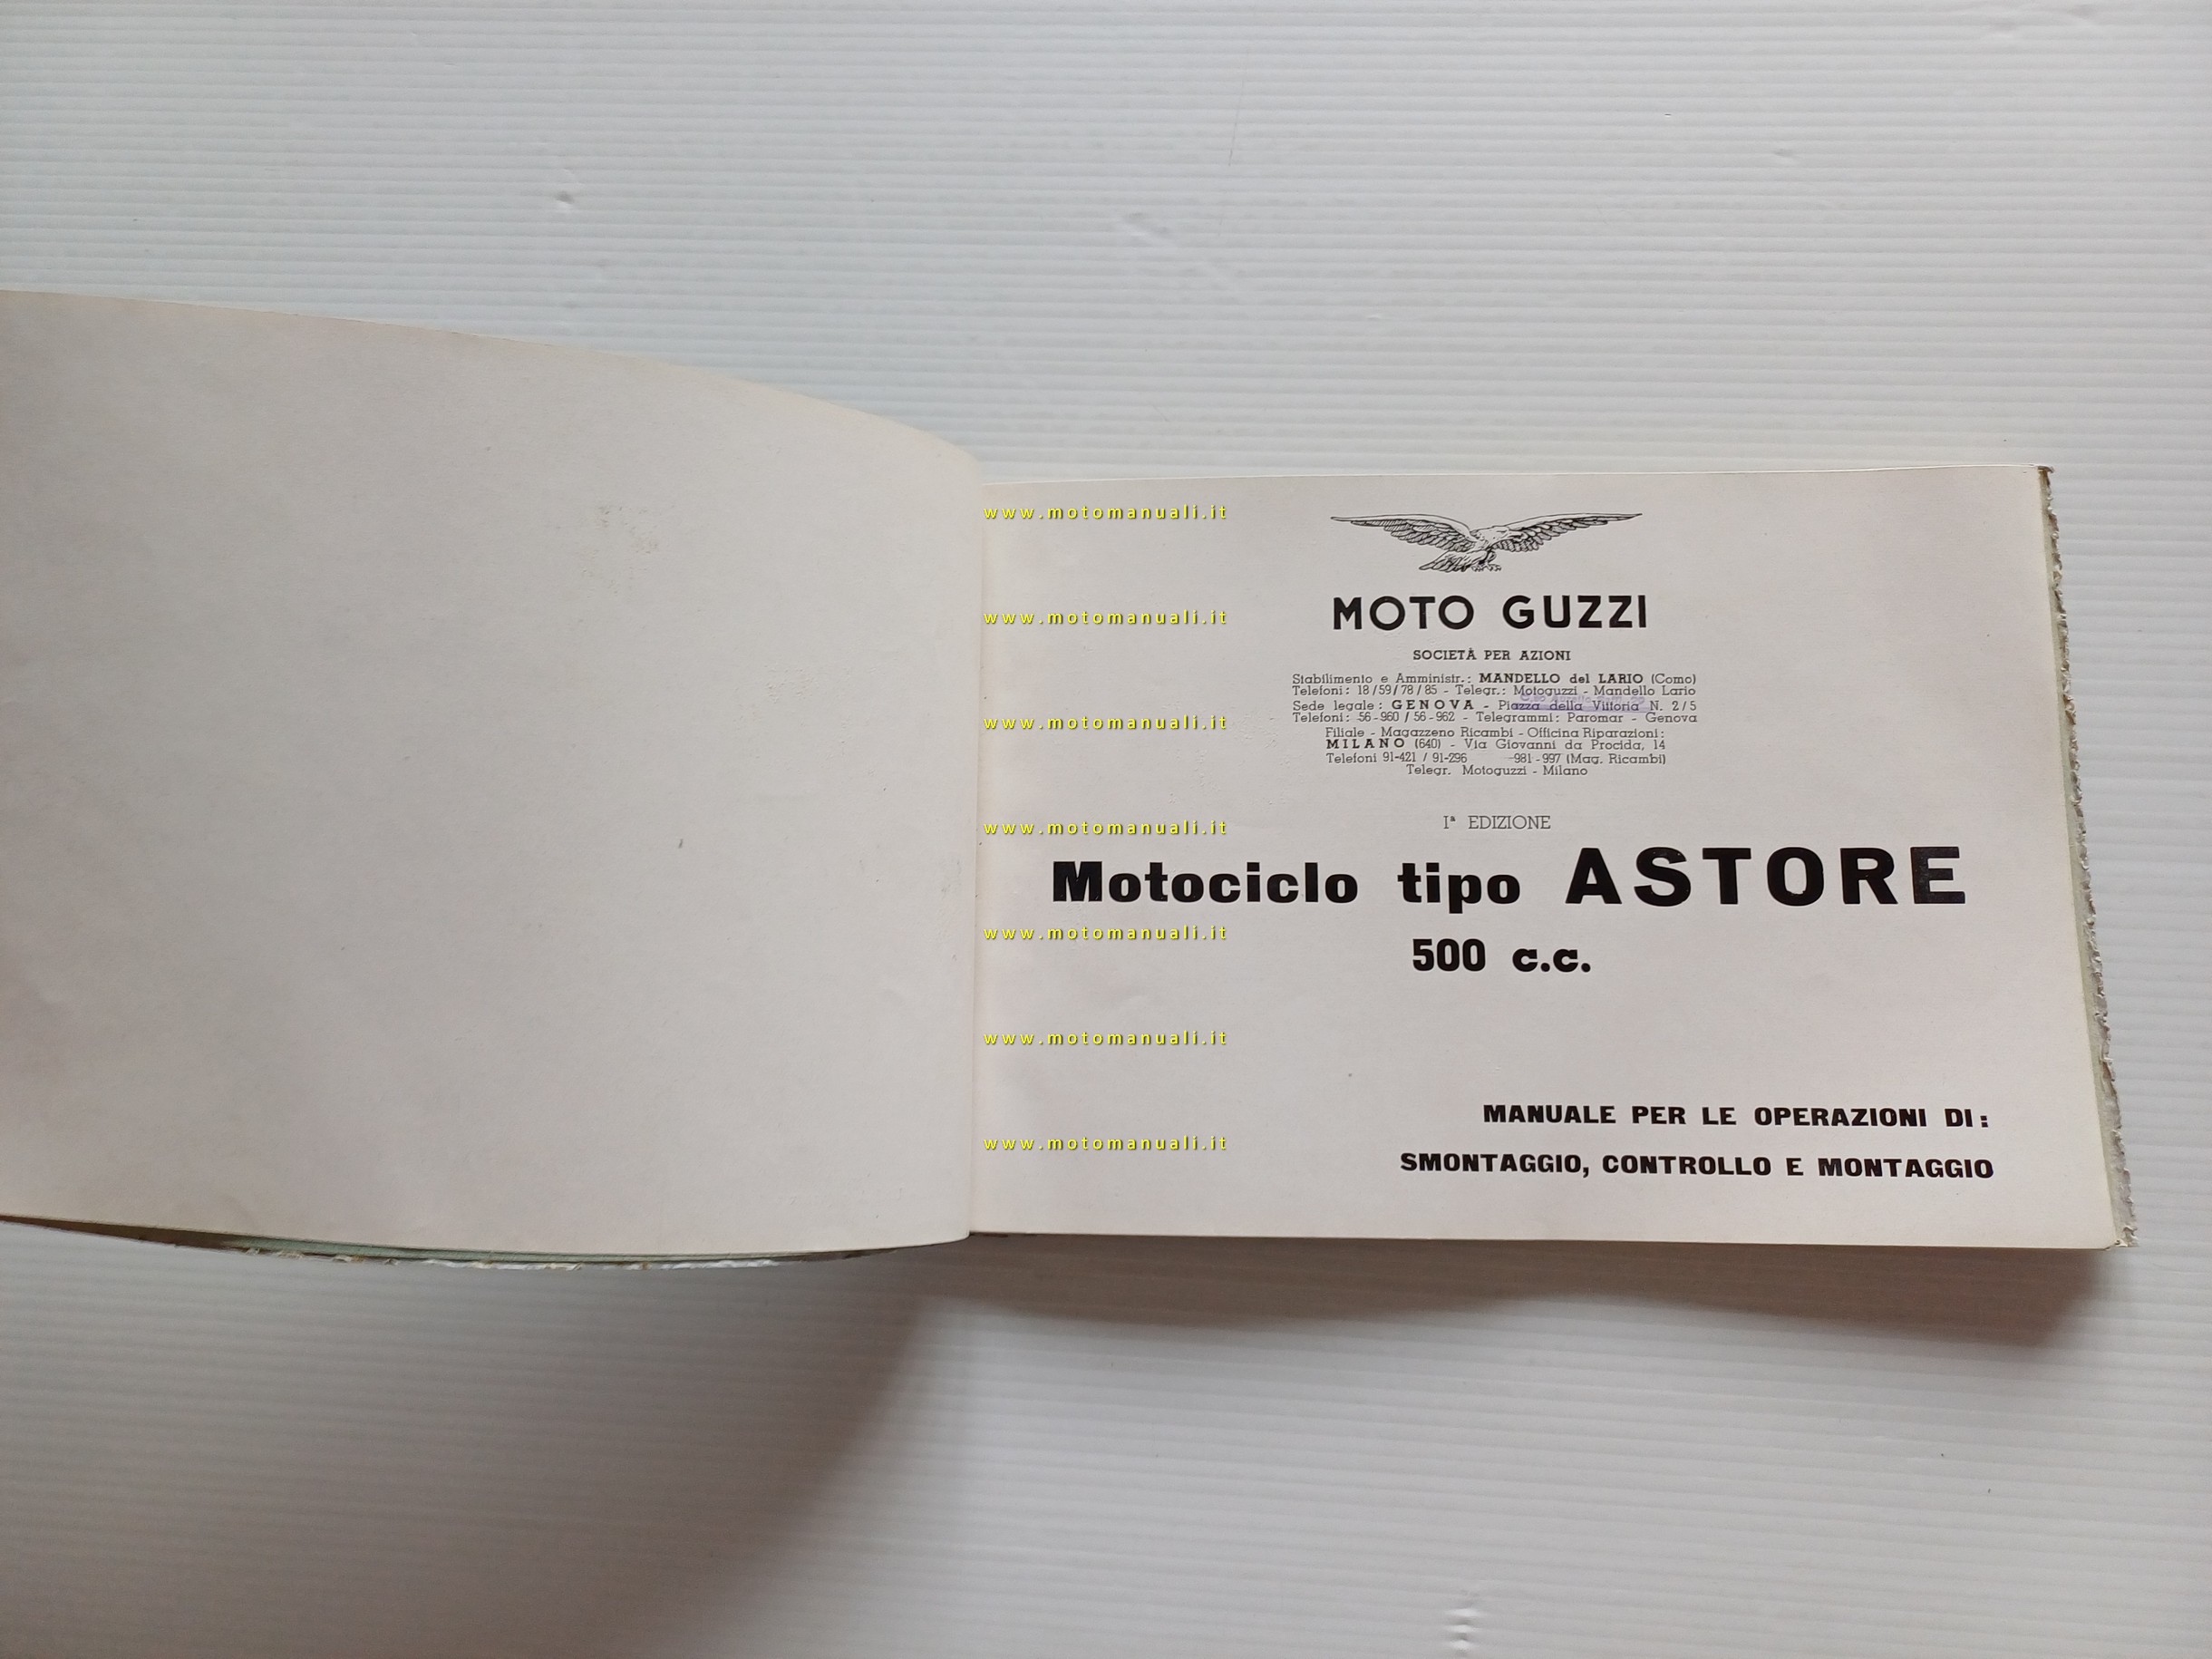 www.motomanuali.it
MOTO GUZZI
www.motomanuali.it
SOCIETÀ PER AZIONI
Stabilimento e Amministr.: MANDELLO del LARIO (Como)
Telefoni: 18/59/78/85 - Telegr.: Motoguzzi - Mandello Lario
Sede legale: GENOVA - Piazza della Vittoria N. 2/5
Telefoni: 56-960 / 56-962 - Telegrammi: Paromar - Genova
www.motomanuali.it
Filiale - Magazzeno Ricambi - Officina Riparazioni:
MILANO (640) - Via Giovanni da Procida, 14
Telefoni 91-421 / 91-296 - 981-997 (Mag. Ricambi)
Telegr. Motoguzzi - Milano
Iª EDIZIONE
www.motomanuali.it
Motociclo tipo ASTORE
www.motomanuali.it
500 c.c.
www.motomanuali.it
MANUALE PER LE OPERAZIONI DI:
www.motomanuali.it
SMONTAGGIO, CONTROLLO E MONTAGGIO